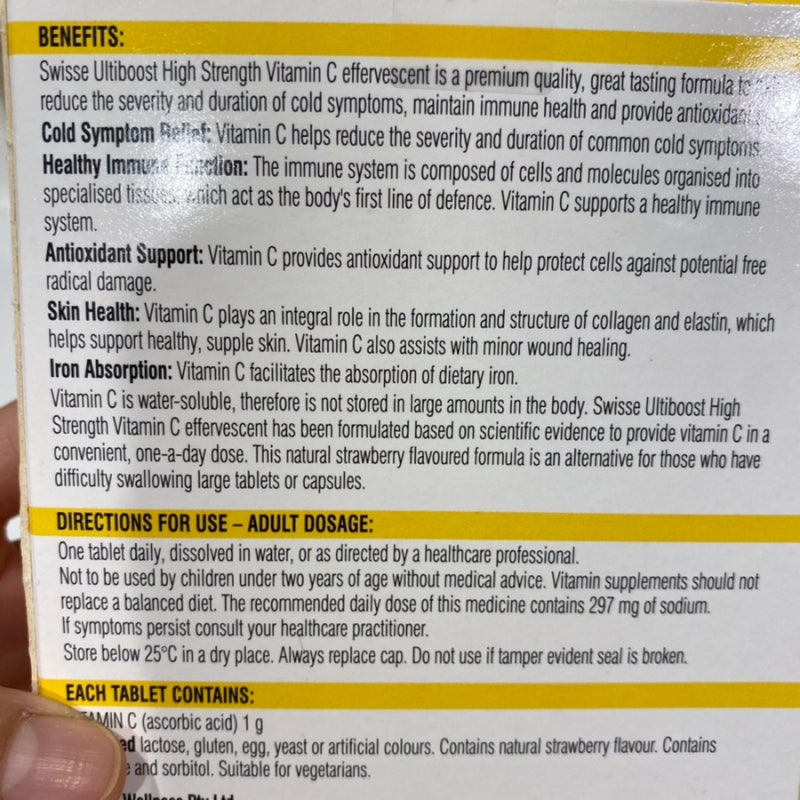 BENEFITS:
Swisse Ultiboost High Strength Vitamin C effervescent is a premium quality, great tasting formula to
reduce the severity and duration of cold symptoms, maintain immune health and provide
Cold Symptom Relief: Vitamin C helps reduce the severity and duration of common cold symptoms.
Healthy Immune Function: The immune system is composed of cells and molecules organised into
specialised tissues, which act as the body's first line of defence. Vitamin C supports a healthy immune
system.
Antioxidant Support: Vitamin C provides antioxidant support to help protect cells against potential free
radical damage.
Skin Health: Vitamin C plays an integral role in the formation and structure of collagen and elastin, which
helps support healthy, supple skin. Vitamin C also assists with minor wound healing.
Iron Absorption: Vitamin C facilitates the absorption of dietary iron.
Vitamin C is water-soluble, therefore is not stored in large amounts in the body. Swisse Ultiboost High
Strength Vitamin C effervescent has been formulated based on scientific evidence to provide vitamin C in a
convenient, one-a-day dose. This natural strawberry flavoured formula is an alternative for those who have
difficulty swallowing large tablets or capsules.
DIRECTIONS FOR USE – ADULT DOSAGE:
One tablet daily, dissolved in water, or as directed by a healthcare professional.
Not to be used by children under two years of age without medical advice. Vitamin supplements should not
replace a balanced diet. The recommended daily dose of this medicine contains 297 mg of sodium.
If symptoms persist consult your healthcare practitioner.
Store below 25°C in a dry place. Always replace cap. Do not use if tamper evident seal is broken.
EACH TABLET CONTAINS:
C (ascorbic acid) 1 g
lactose, gluten, egg, yeast or artificial colours. Contains natural strawberry flavour. Contains
and sorbitol. Suitable for vegetarians.
Wellness Pty Ltd